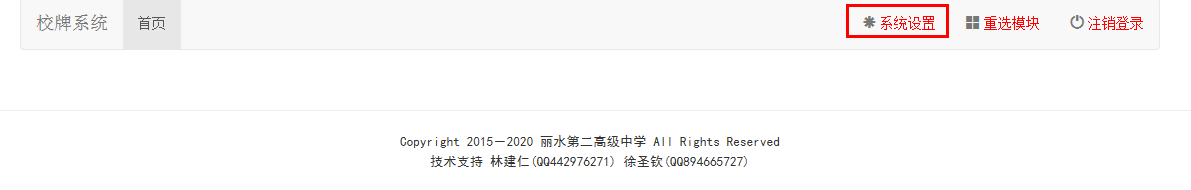 校牌系统 首页 系统设置 重选模块 注销登录
Copyright 2015－2020 丽水第二高级中学 All Rights Reserved
技术支持 林建仁(QQ442976271) 徐圣钦(QQ894665727)